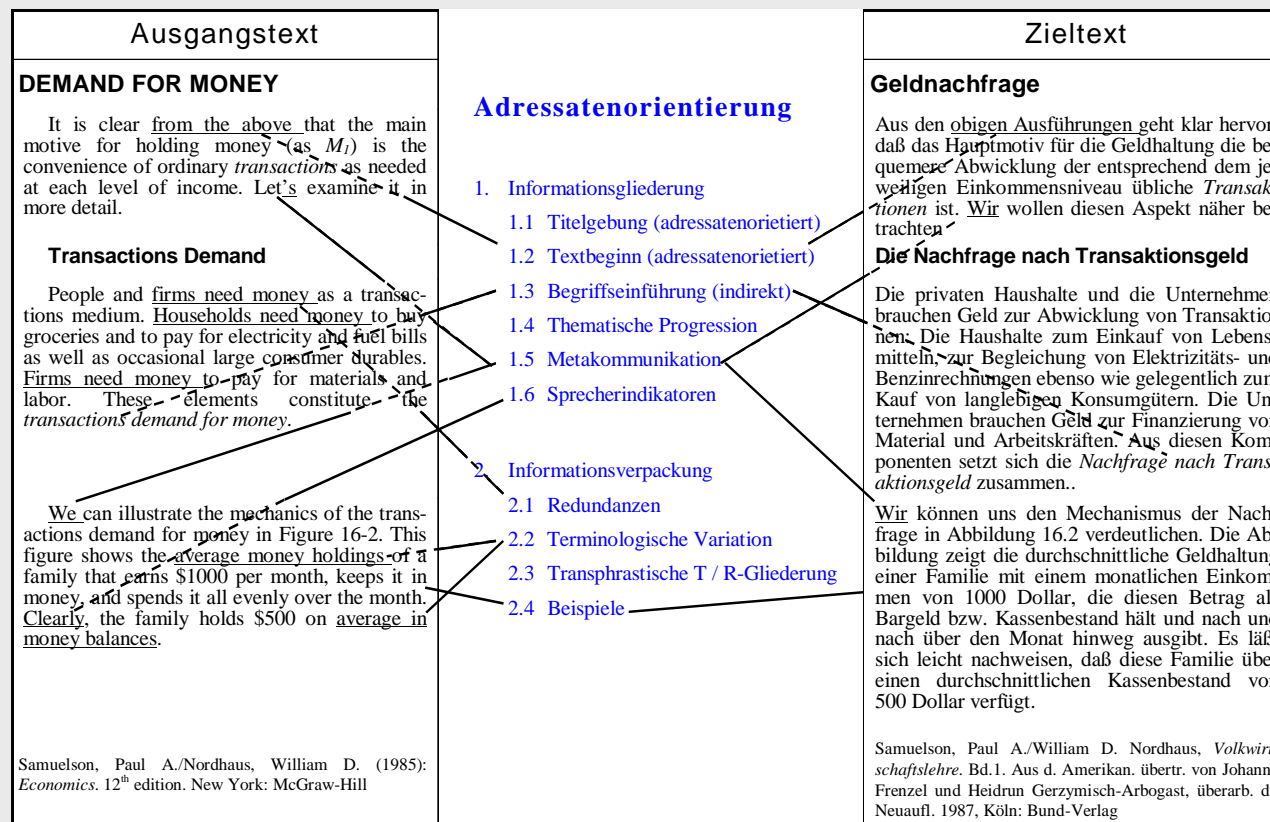 Ausgangstext
DEMAND FOR MONEY
It is clear from the above that the main
motive for holding money (as M1) is the
convenience of ordinary transactions as needed
at each level of income. Let's examine it in
more detail.
Transactions Demand
People and firms need money as a transac-
tions medium. Households need money to buy
groceries and to pay for electricity and fuel bills
as well as occasional large consumer durables.
Firms need money to pay for materials and
labor. These elements constitute the
transactions demand for money.
We can illustrate the mechanics of the trans-
actions demand for money in Figure 16-2. This
figure shows the average money holdings of a
family that earns $1000 per month, keeps it in
money, and spends it all evenly over the month.
Clearly, the family holds $500 on average in
money balances.
Samuelson, Paul A./Nordhaus, William D. (1985):
Economics. 12th edition. New York: McGraw-Hill
Adressatenorientierung
1. Informationsgliederung
1.1 Titelgebung (adressatenorietiert)
1.2 Textbeginn (adressatenorietiert)
1.3 Begriffseinführung (indirekt)
1.4 Thematische Progression
1.5 Metakommunikation
1.6 Sprecherindikatoren
2. Informationsverpackung
2.1 Redundanzen
2.2 Terminologische Variation
2.3 Transphrastische T / R-Gliederung
2.4 Beispiele
Zieltext
Geldnachfrage
Aus den obigen Ausführungen geht klar hervor
daß das Hauptmotiv für die Geldhaltung die be
quemere Abwicklung der entsprechend dem je
weiligen Einkommensniveau übliche Transak
tionen ist. Wir wollen diesen Aspekt näher be
trachten
Die Nachfrage nach Transaktionsgeld
Die privaten Haushalte und die Unternehmen
brauchen Geld zur Abwicklung von Transaktio
nen: Die Haushalte zum Einkauf von Lebens
mitteln, zur Begleichung von Elektrizitäts- und
Benzinrechnungen ebenso wie gelegentlich zum
Kauf von langlebigen Konsumgütern. Die Un
ternehmen brauchen Geld zur Finanzierung von
Material und Arbeitskräften. Aus diesen Kom
ponenten setzt sich die Nachfrage nach Trans
aktionsgeld zusammen..
Wir können uns den Mechanismus der Nach
frage in Abbildung 16.2 verdeutlichen. Die Ab
bildung zeigt die durchschnittliche Geldhaltung
einer Familie mit einem monatlichen Einkom
men von 1000 Dollar, die diesen Betrag al
Bargeld bzw. Kassenbestand hält und nach und
nach über den Monat hinweg ausgibt. Es läß
sich leicht nachweisen, daß diese Familie übe
einen durchschnittlichen Kassenbestand von
500 Dollar verfügt.
Samuelson, Paul A./William D. Nordhaus, Volkwirt
schaftslehre. Bd.1. Aus d. Amerikan. übertr. von Johann
Frenzel und Heidrun Gerzymisch-Arbogast, überarb. d
Neuaufl. 1987, Köln: Bund-Verlag